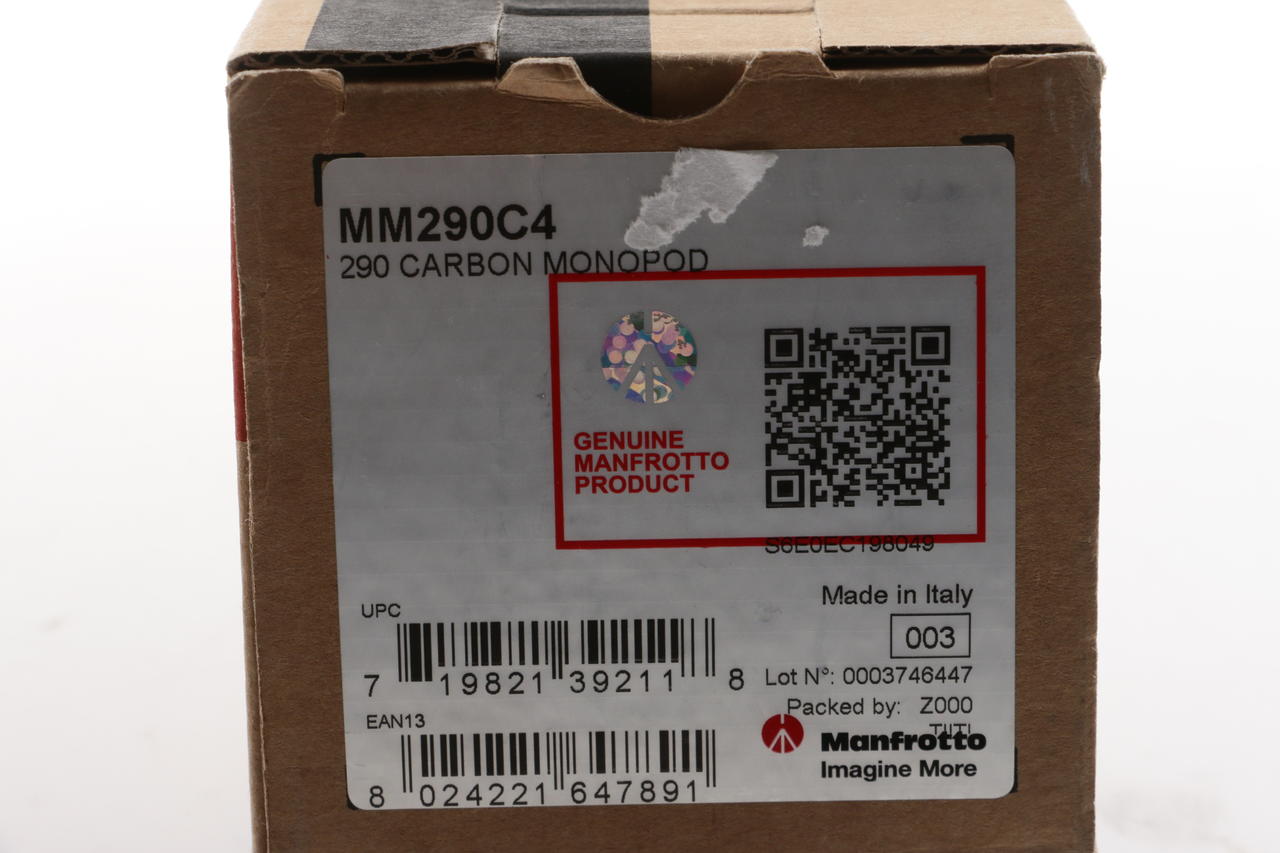 MM290C4
290 CARBON MONOPOD
GENUINE
MANFROTTO
PRODUCT
S6E0EC198049
Made in Italy
003
UPC
7 19821 39211 8
Lot N°: 0003746447
Packed by: Z000
EAN13
8 024221 647891
Manfrotto
Imagine More